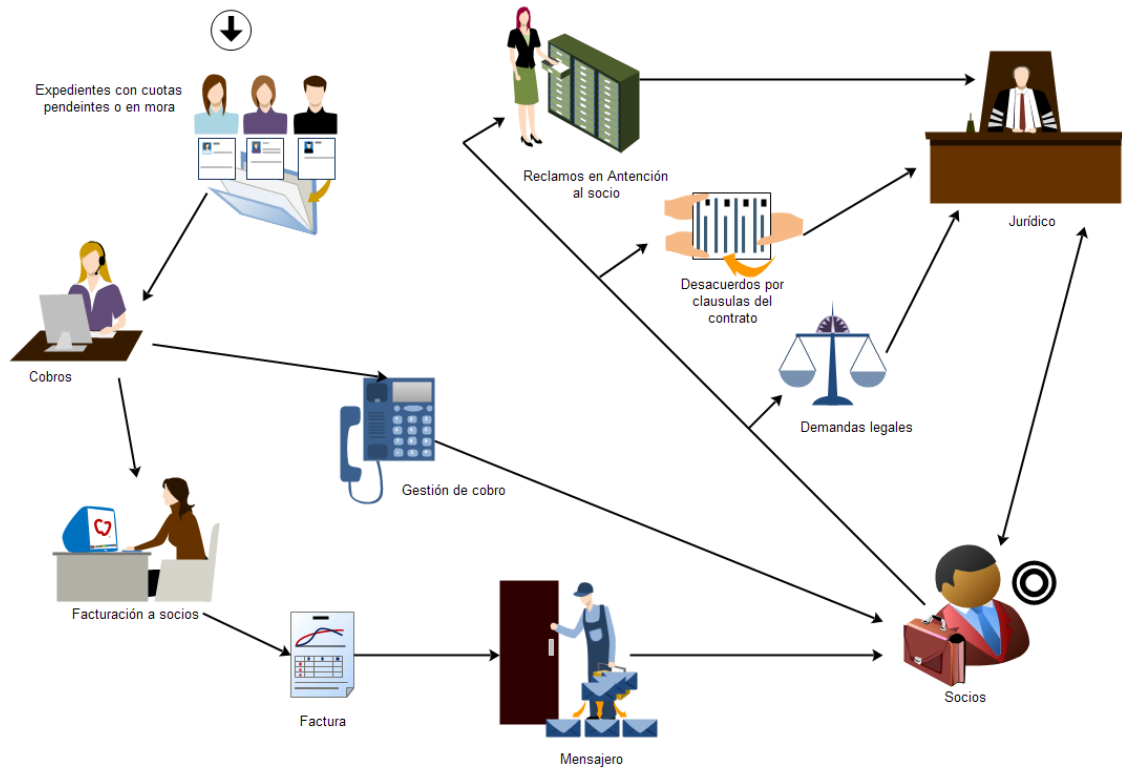 Expedientes con cuotas
pendeintes o en mora
Reclamos en Antención
al socio
Jurídico
Desacuerdos por
clausulas del
contrato
Demandas legales
Cobros
Gestión de cobro
Facturación a socios
Factura
Mensajero
Socios